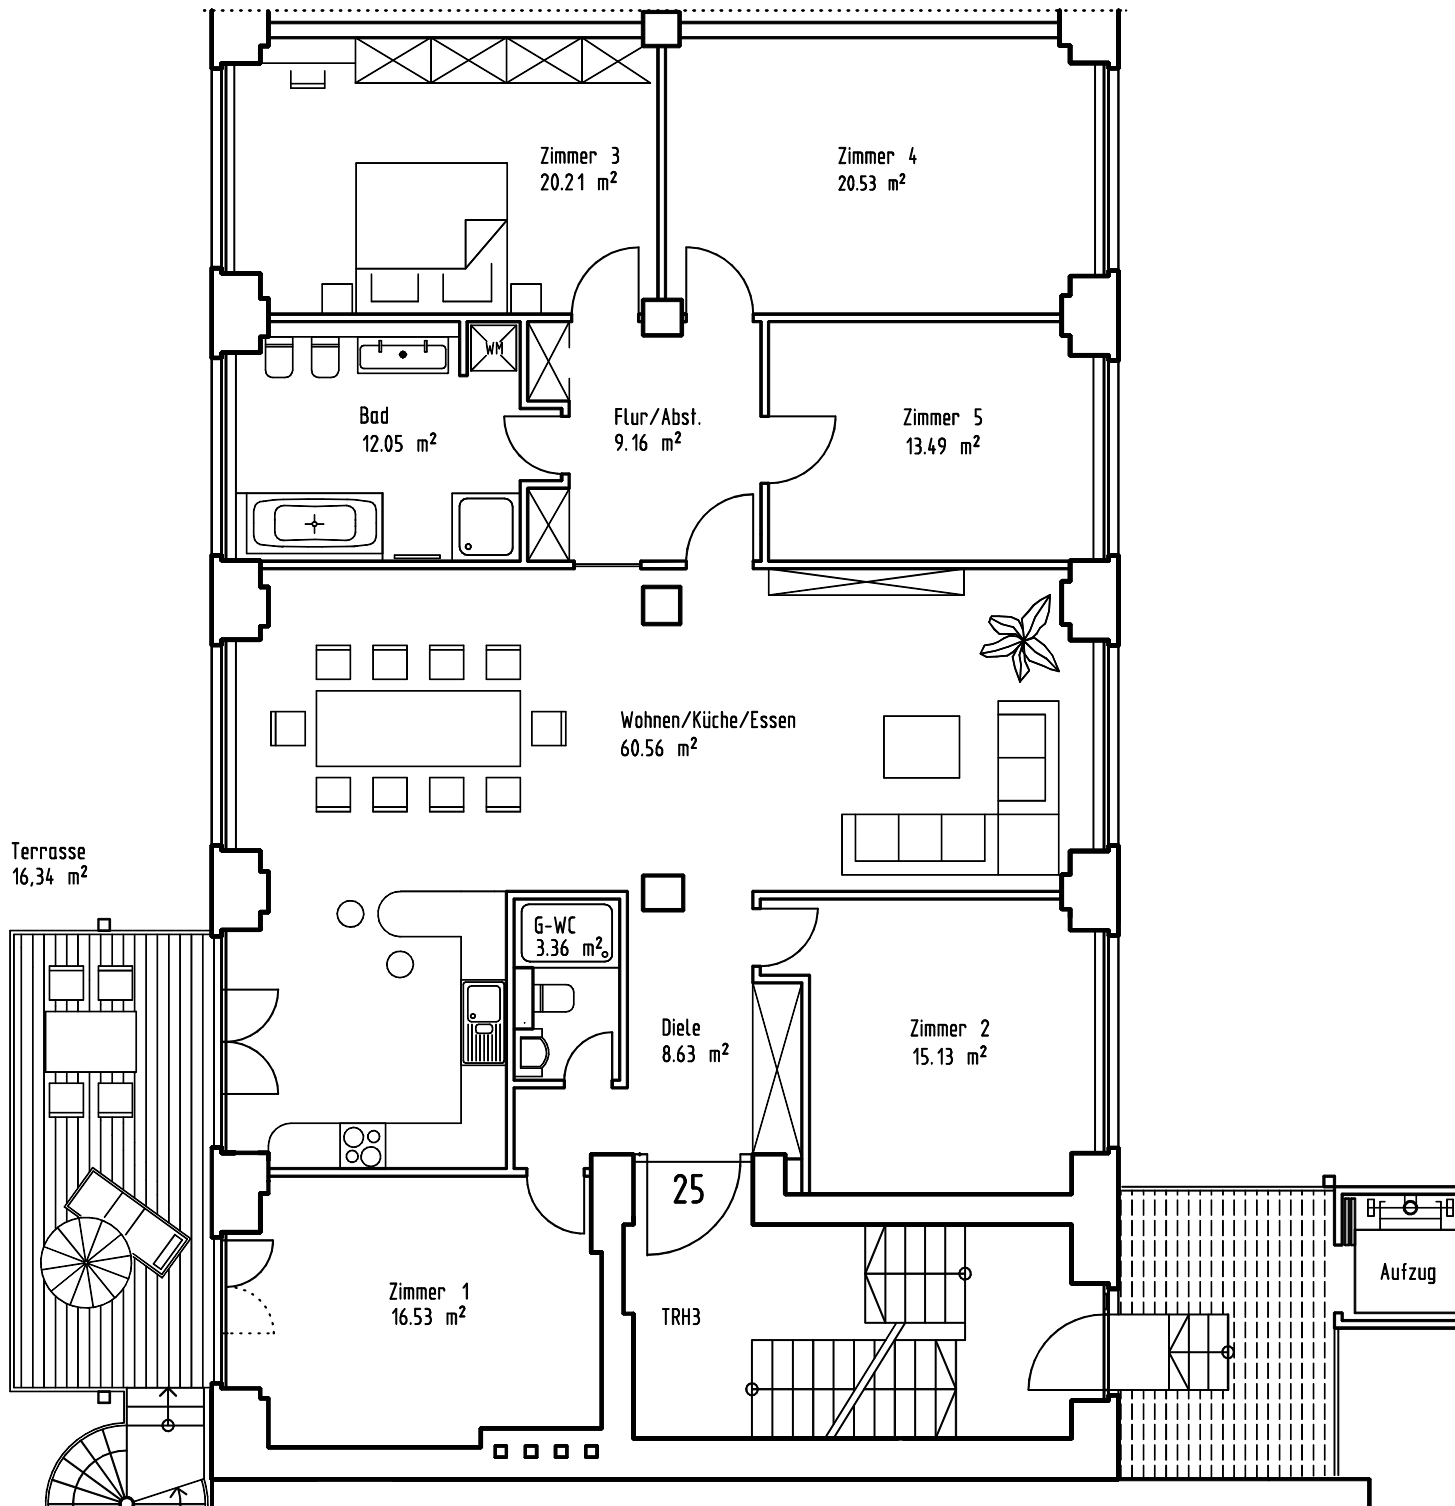 Zimmer 3
20.21 m²
Zimmer 4
20.53 m²
WM
Bad
12.05 m²
Flur/Abst.
9.16 m²
Zimmer 5
13.49 m²
Wohnen/Küche/Essen
60.56 m²
Terrasse
16,34 m²
G-WC
3.36 m²
Diele
8.63 m²
Zimmer 2
15.13 m²
25
Zimmer 1
16.53 m²
TRH3
Aufzug